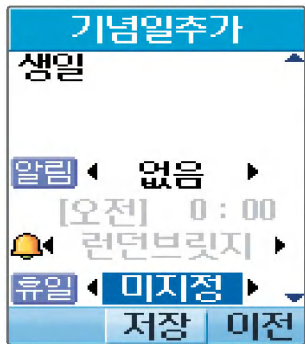 기념일추가
생일
알림 없음
[오전] 0 : 00
런던브릿지
휴일 미지정
저장 이전